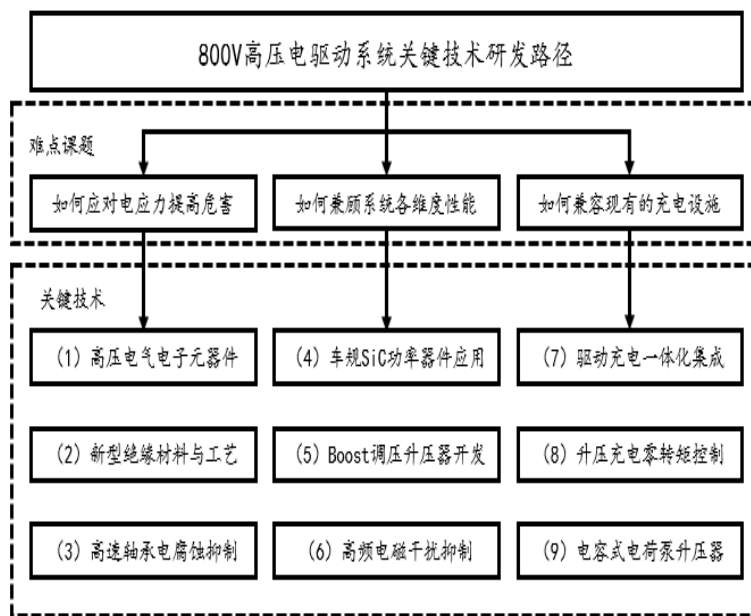 800V高压电驱动系统关键技术研发路径
难点课题
如何应对电应力提高危害
如何兼顾系统各维度性能
如何兼容现有的充电设施
关键技术
(1) 高压电气电子元器件
(4) 车规SiC功率器件应用
(7) 驱动充电一体化集成
(2) 新型绝缘材料与工艺
(5) Boost调压升压器开发
(8) 升压充电零转矩控制
(3) 高速轴承电腐蚀抑制
(6) 高频电磁干扰抑制
(9) 电容式电荷泵升压器